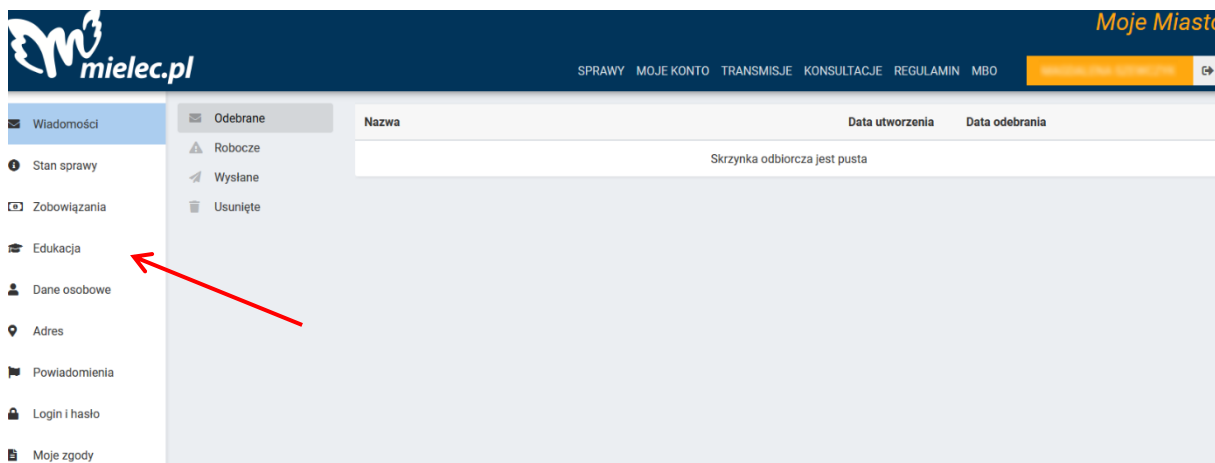 Moje Miasto
mielec.pl
SPRAWY MOJE KONTO TRANSMISJE KONSULTACJE REGULAMIN MBO
Wiadomości
Stan sprawy
Zobowiązania
Edukacja
Dane osobowe
Adres
Powiadomienia
Login i hasło
Moje zgody
Odebrane
Robocze
Wysłane
Usunięte
Nazwa Data utworzenia Data odebrania
Skrzynka odbiorcza jest pusta